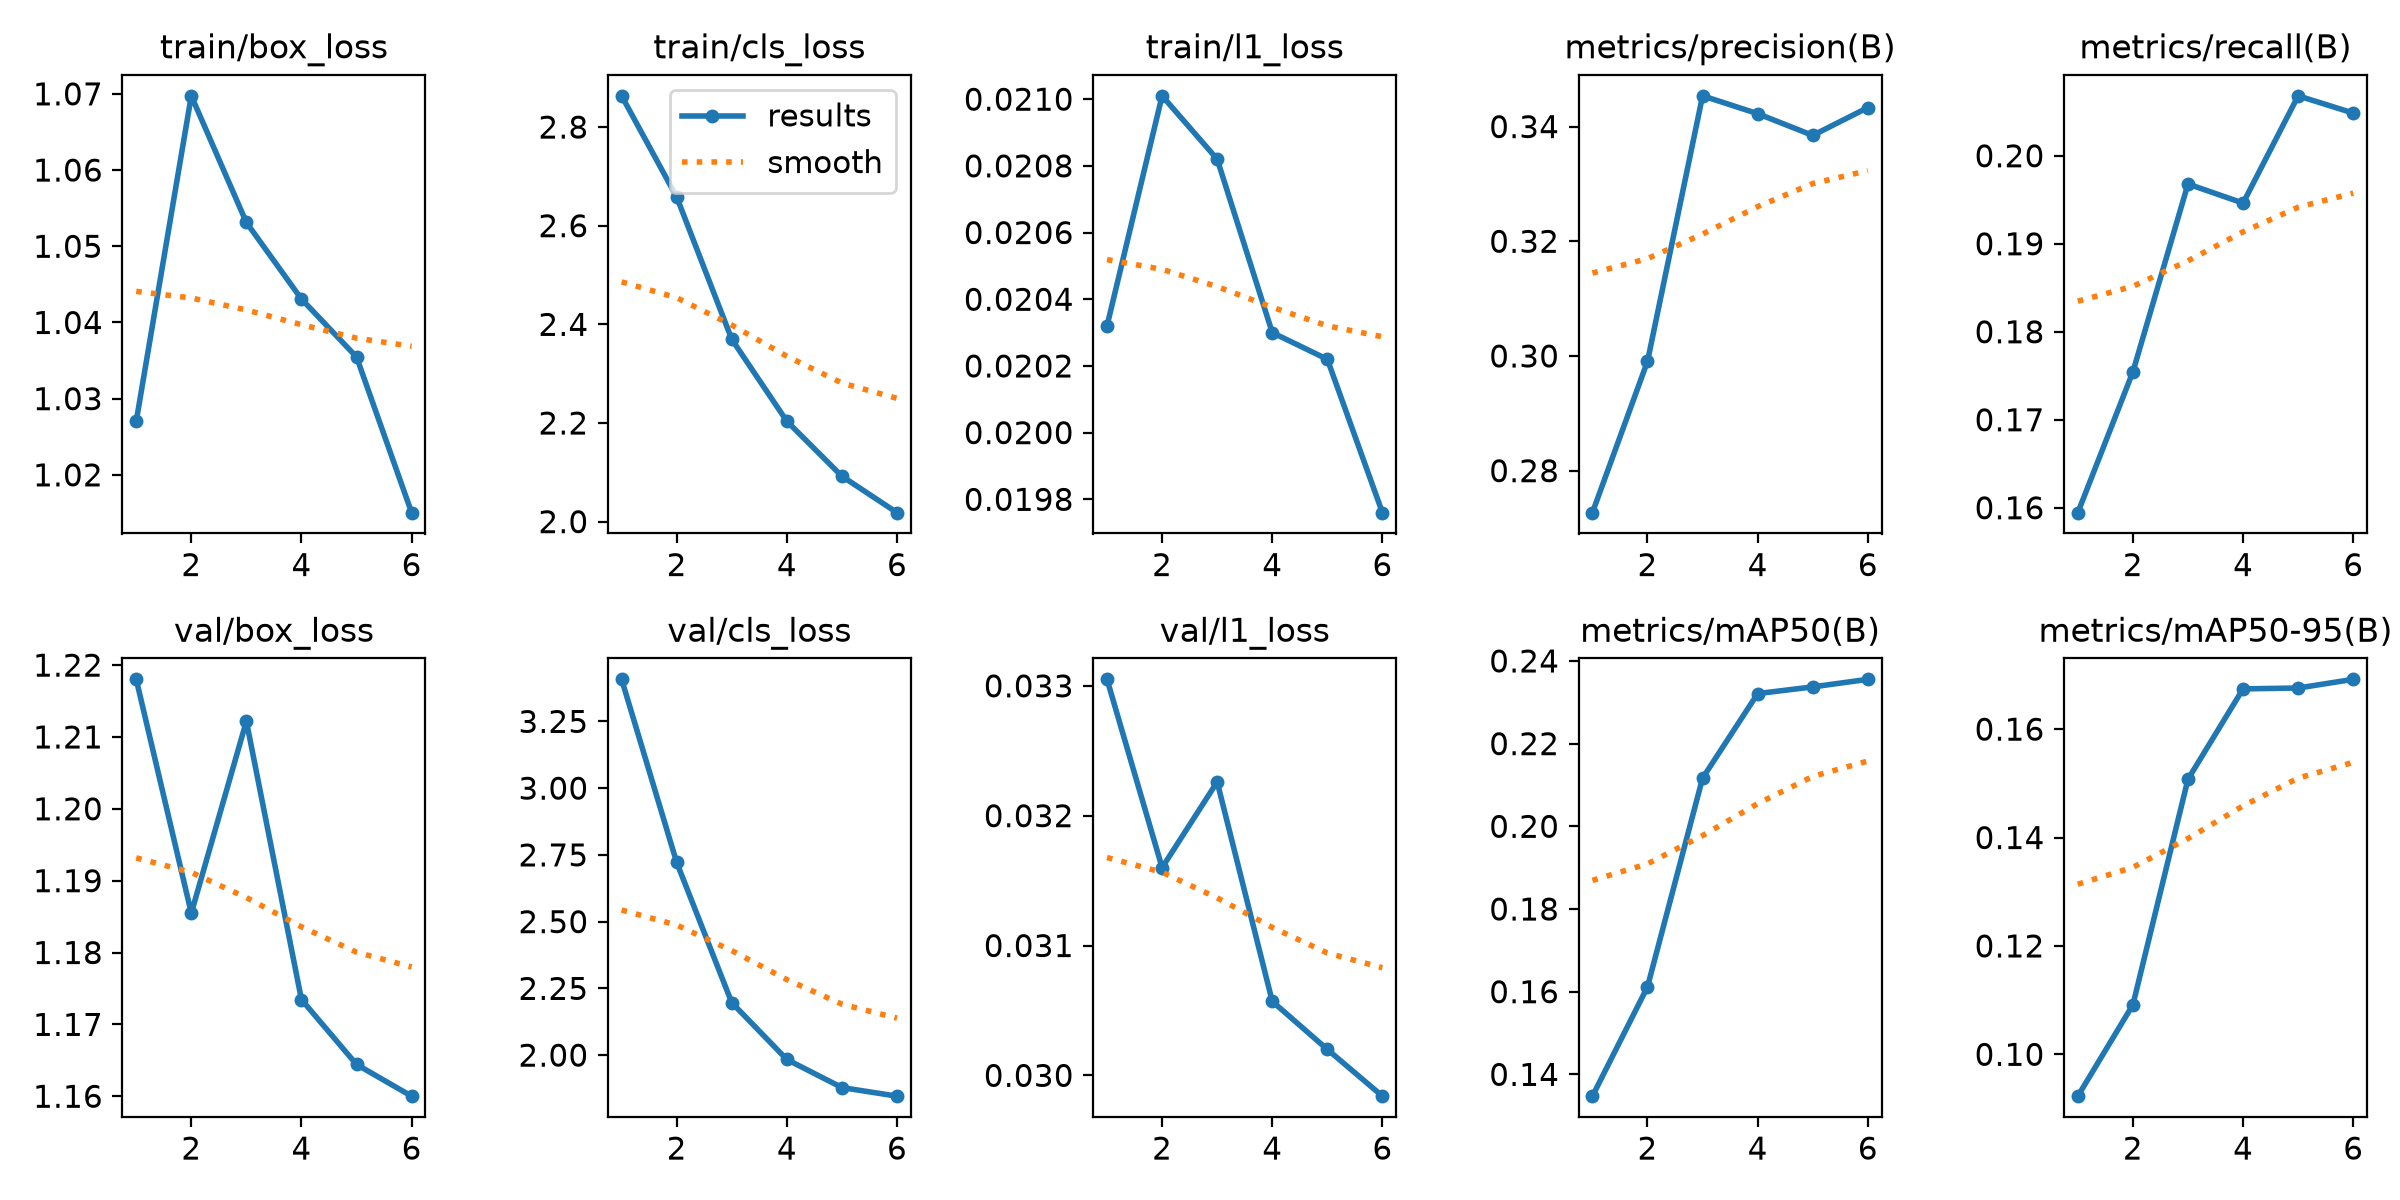 train/box_loss
1.07
1.06
1.05
1.04
1.03
1.02
2 4 6
train/cls_loss
results
smooth
2.8
2.6
2.4
2.2
2.0
2 4 6
train/l1_loss
0.0210
0.0208
0.0206
0.0204
0.0202
0.0200
0.0198
2 4 6
metrics/precision(B)
0.34
0.32
0.30
0.28
2 4 6
metrics/recall(B)
0.20
0.19
0.18
0.17
0.16
2 4 6
val/box_loss
1.22
1.21
1.20
1.19
1.18
1.17
1.16
2 4 6
val/cls_loss
3.25
3.00
2.75
2.50
2.25
2.00
2 4 6
val/l1_loss
0.033
0.032
0.031
0.030
2 4 6
metrics/mAP50(B)
0.24
0.22
0.20
0.18
0.16
0.14
2 4 6
metrics/mAP50-95(B)
0.16
0.14
0.12
0.10
2 4 6